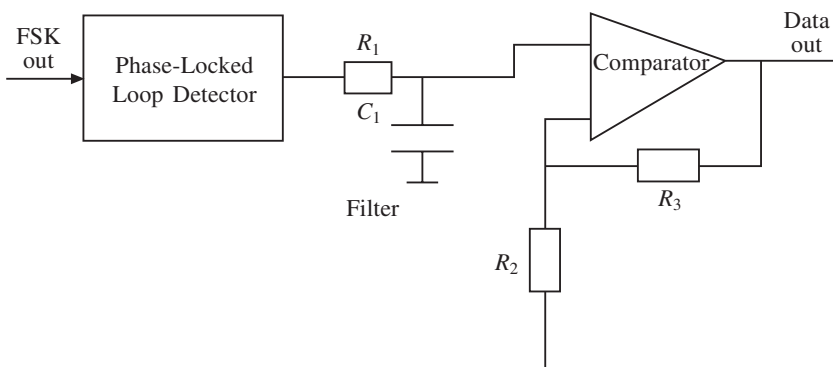 FSK
out
Phase-Locked
Loop Detector
R1
C1
Filter
Comparator
Data
out
R3
R2